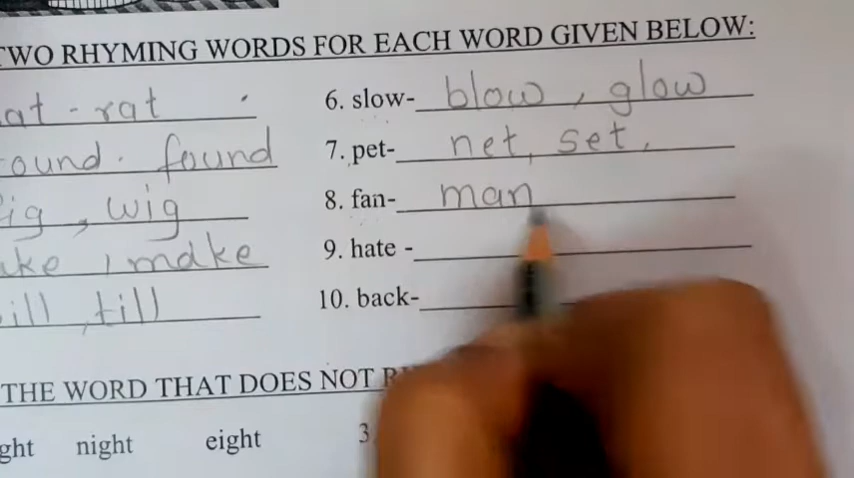 TWO RHYMING WORDS FOR EACH WORD GIVEN BELOW:
at - rat
ound. found
ig, wig
ake, make
ill, till
6. slow- blow, glow
7. pet- net, set,
8. fan- man
9. hate -
10. back-
THE WORD THAT DOES NOT R
ght night eight 3